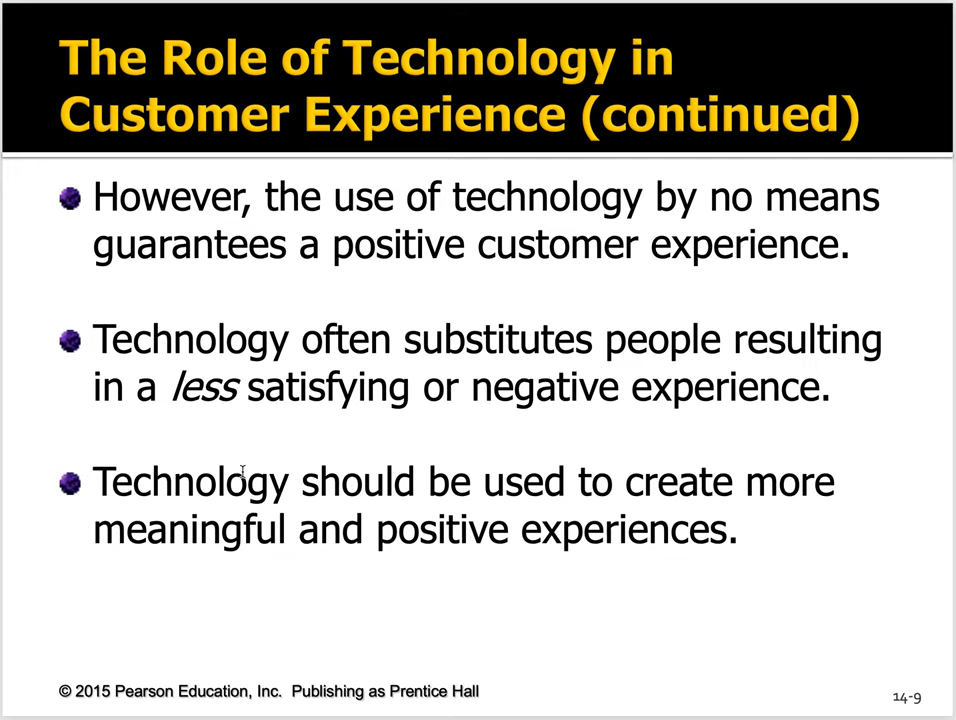 The Role of Technology in
Customer Experience (continued)
However, the use of technology by no means
guarantees a positive customer experience.
Technology often substitutes people resulting
in a less satisfying or negative experience.
Technology should be used to create more
meaningful and positive experiences.
© 2015 Pearson Education, Inc.  Publishing as Prentice Hall
14-9